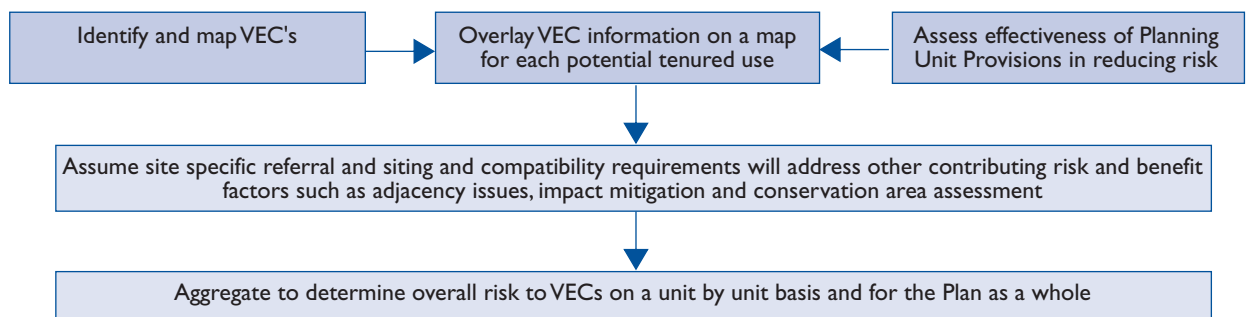 Identify and map VEC's
Overlay VEC information on a map
for each potential tenured use
Assess effectiveness of Planning
Unit Provisions in reducing risk
Assume site specific referral and siting and compatibility requirements will address other contributing risk and benefit
factors such as adjacency issues, impact mitigation and conservation area assessment
Aggregate to determine overall risk to VECs on a unit by unit basis and for the Plan as a whole